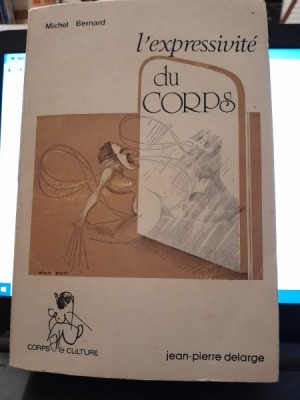 Michel Bernard
l'expressivité
du
CORPS
CORPS & CULTURE
jean-pierre delarge